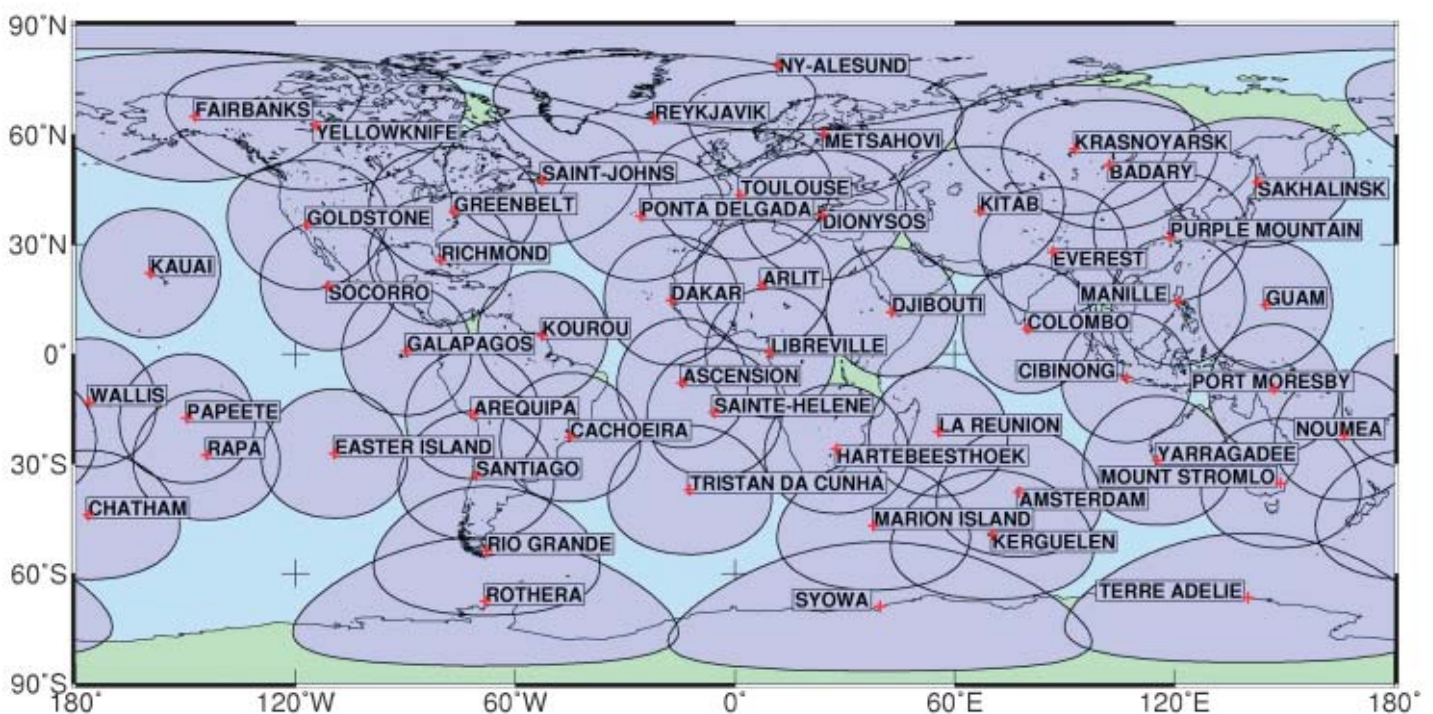 90°N
NY-ALESUND
FAIRBANKS
REYKJAVIK
YELLOWKNIFE
60°N
METSAHOVI
KRASNOYARSK
BADARY
SAINT-JOHNS
TOULOUSE
SAKHALINSK
GREENBELT
PONTA DELGADA
KITAB
GOLDSTONE
DIONYSOS
PURPLE MOUNTAIN
30°N
RICHMOND
EVEREST
KAUAI
ARLIT
SOCORRO
DAKAR
MANILLE
GUAM
DJIBOUTI
KOUROU
COLOMBO
GALAPAGOS
LIBREVILLE
0°
ASCENSION
CIBINONG
PORT MORESBY
WALLIS
PAPEETE
AREQUIPA
SAINTE-HELENE
CACHOEIRA
LA REUNION
NOUMEA
RAPA
EASTER ISLAND
HARTEBEESTHOEK
YARRAGADEE
30°S
SANTIAGO
MOUNT STROMLO
TRISTAN DA CUNHA
AMSTERDAM
CHATHAM
MARION ISLAND
RIO GRANDE
KERGUELEN
60°S
ROTHERA
SYOWA
TERRE ADELIE
90°S
180° 120°W 60°W 0° 60°E 120°E 180°